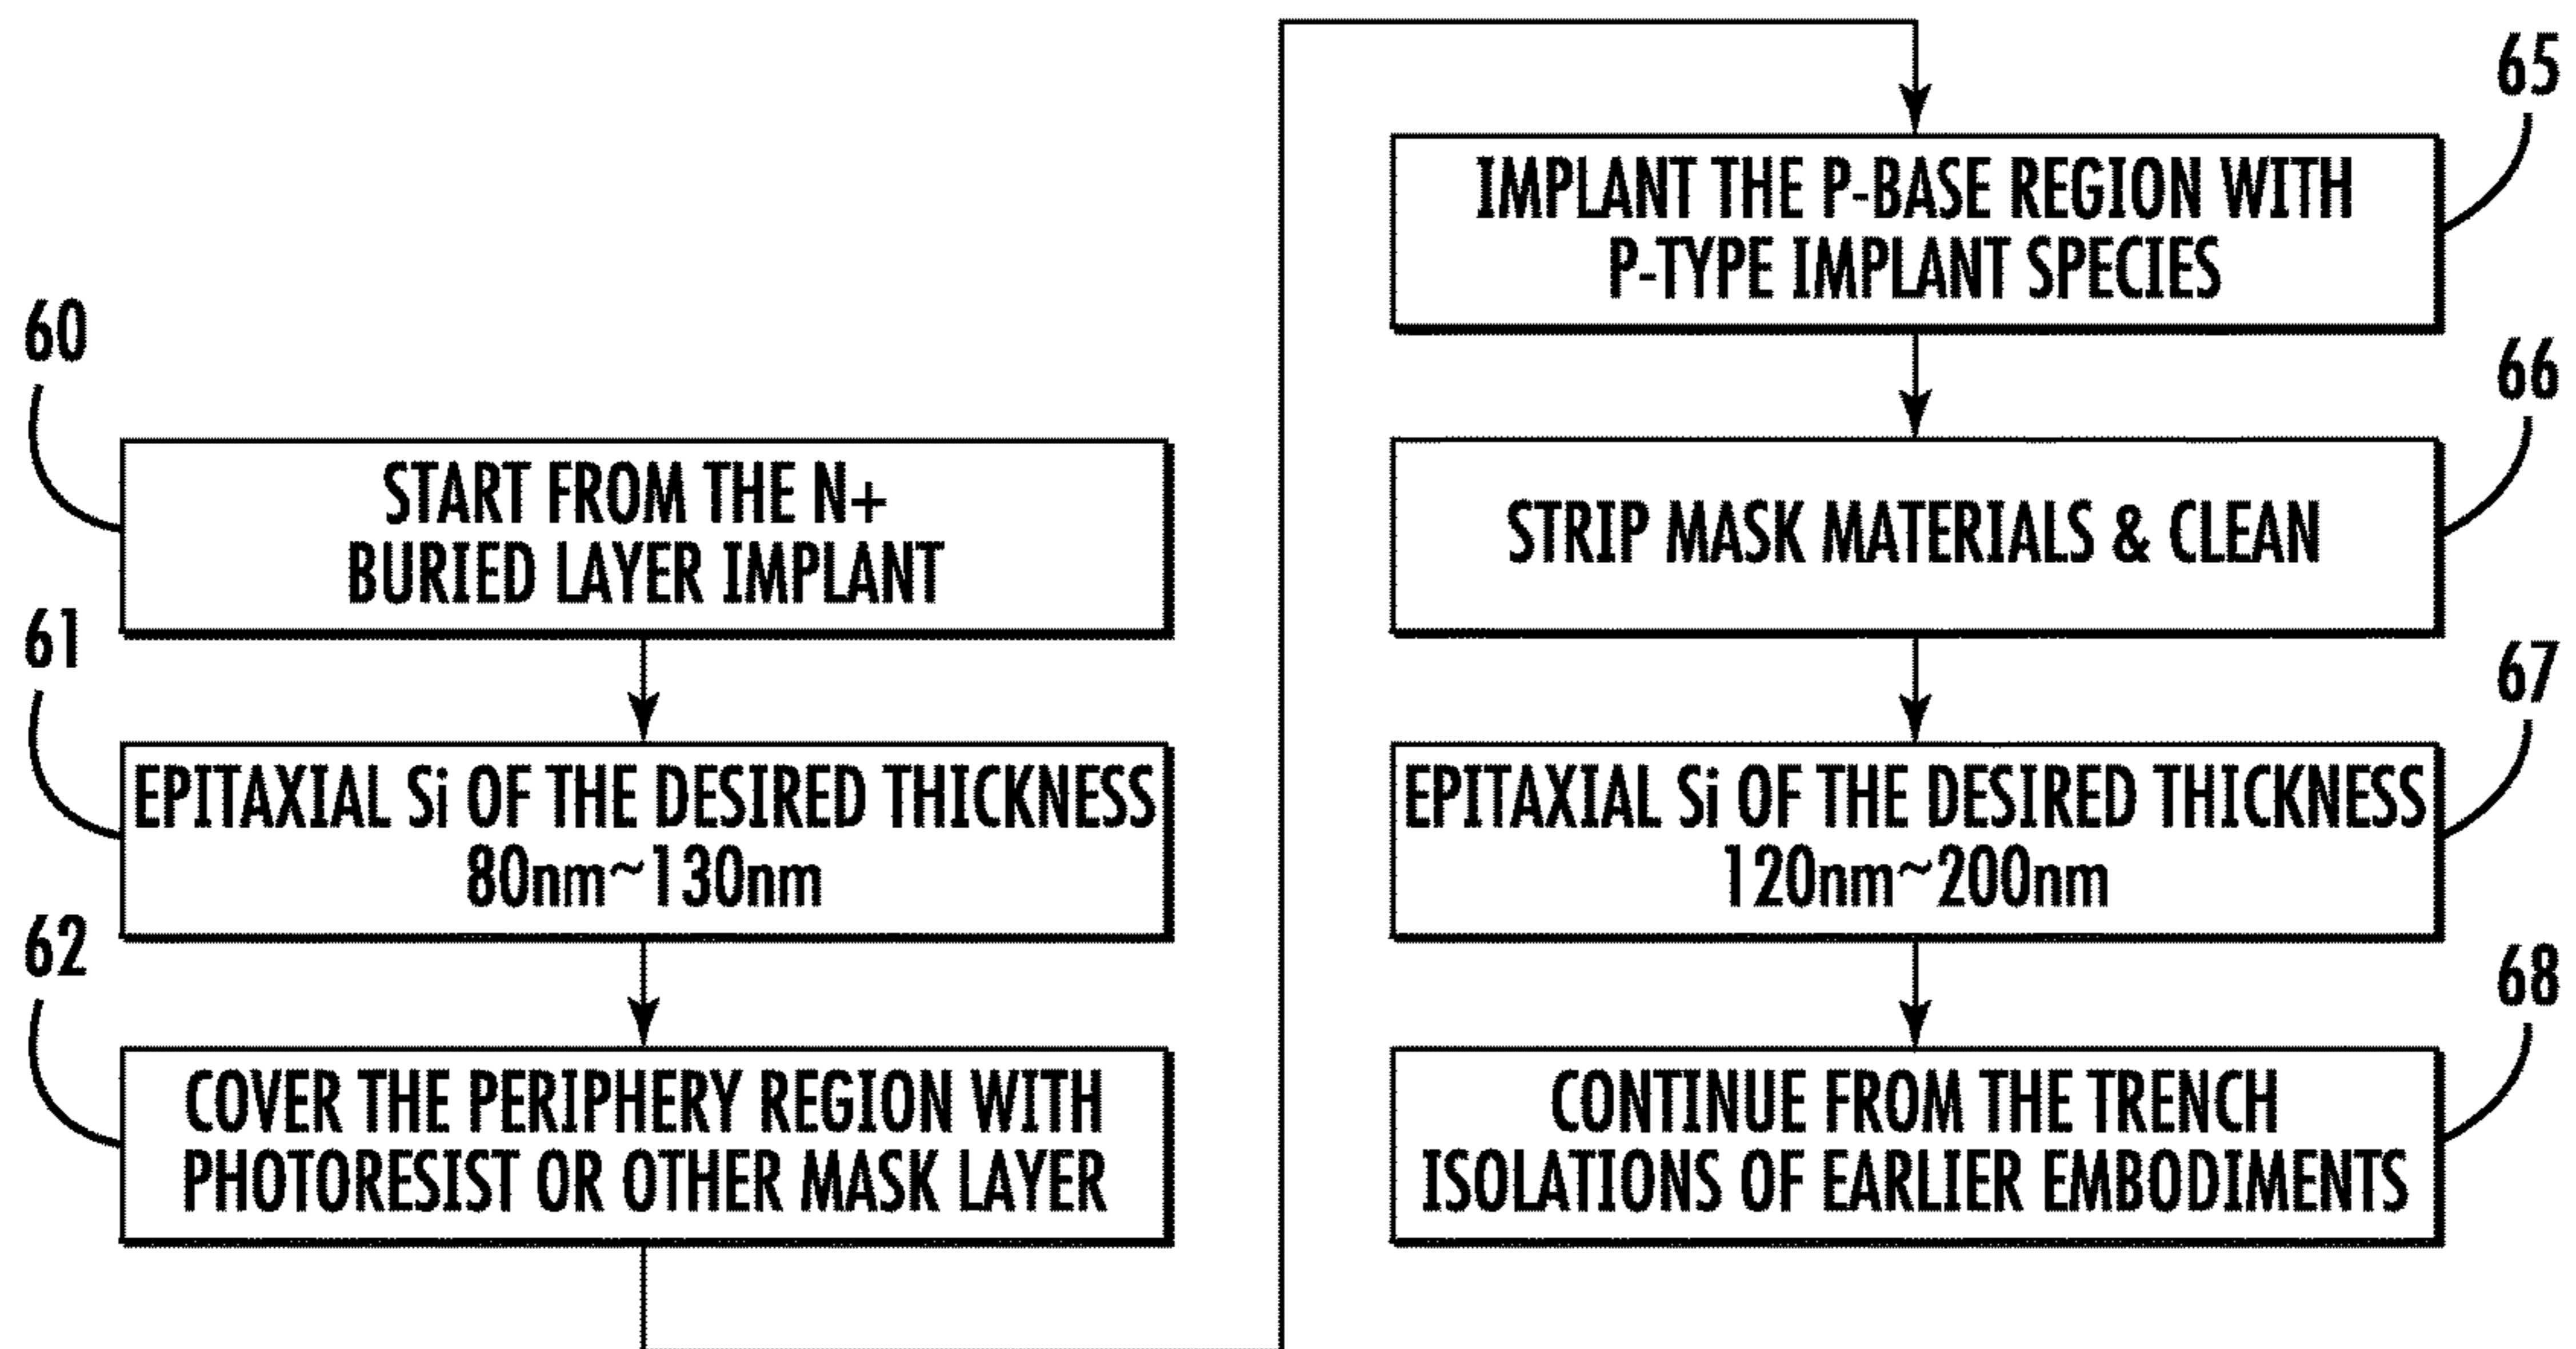 60
START FROM THE N+
BURIED LAYER IMPLANT
61
EPITAXIAL Si OF THE DESIRED THICKNESS
80nm~130nm
62
COVER THE PERIPHERY REGION WITH
PHOTORESIST OR OTHER MASK LAYER
65
IMPLANT THE P-BASE REGION WITH
P-TYPE IMPLANT SPECIES
66
STRIP MASK MATERIALS & CLEAN
67
EPITAXIAL Si OF THE DESIRED THICKNESS
120nm~200nm
68
CONTINUE FROM THE TRENCH
ISOLATIONS OF EARLIER EMBODIMENTS